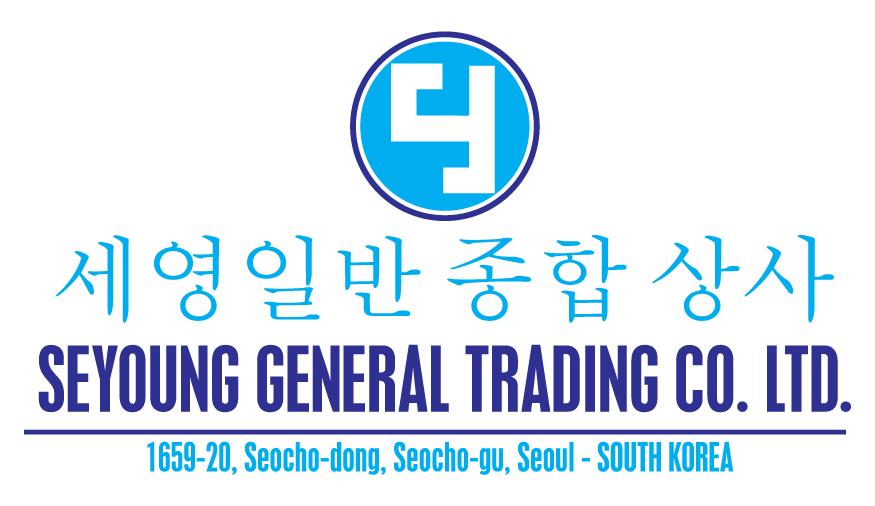 세영일반 종합 상사
SEYOUNG GENERAL TRADING CO. LTD.
1659-20, Seocho-dong, Seocho-gu, Seoul - SOUTH KOREA